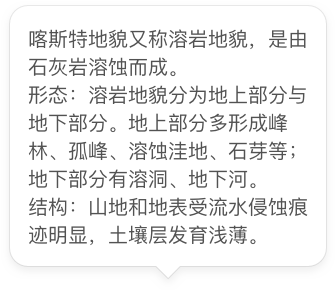 喀斯特地貌又称溶岩地貌，是由
石灰岩溶蚀而成。
形态：溶岩地貌分为地上部分与
地下部分。地上部分多形成峰
林、孤峰、溶蚀洼地、石芽等；
地下部分有溶洞、地下河。
结构：山地和地表受流水侵蚀痕
迹明显，土壤层发育浅薄。